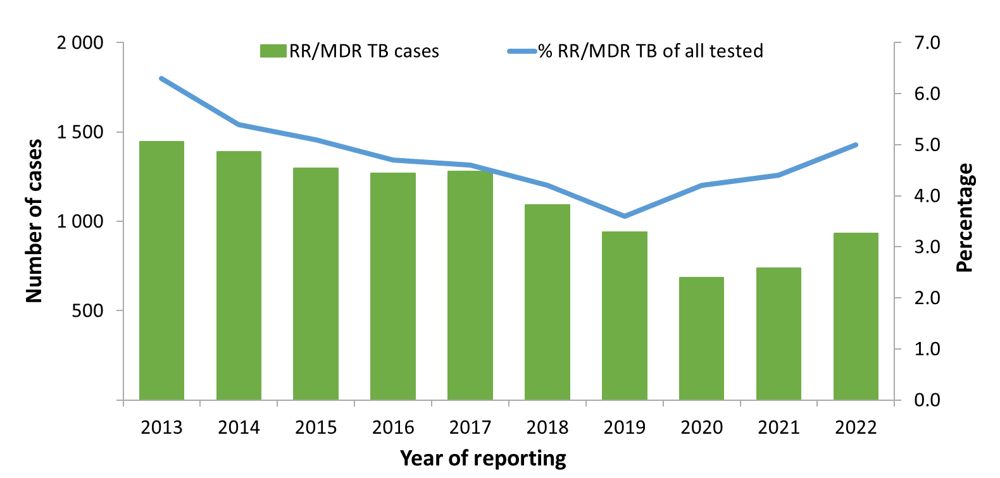 RR/MDR TB cases
% RR/MDR TB of all tested
2 000
1 500
1 000
500
Number of cases
7.0
6.0
5.0
4.0
3.0
2.0
1.0
0.0
Percentage
2013 2014 2015 2016 2017 2018 2019 2020 2021 2022
Year of reporting